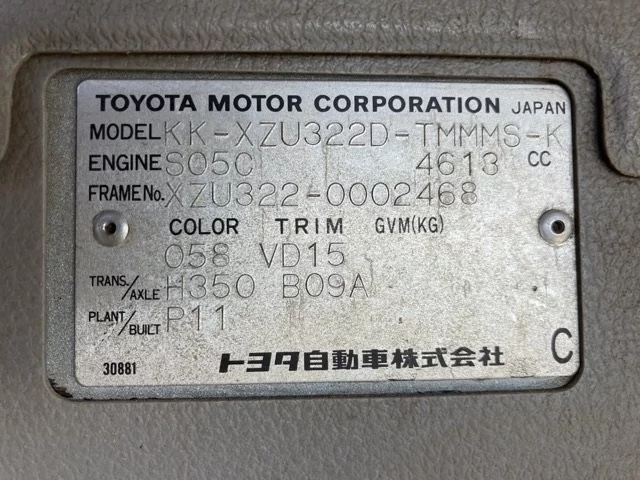 TOYOTA MOTOR CORPORATION JAPAN
MODEL KK-XZU322D-TMMMS-K
ENGINE S05C 4613 CC
FRAME No. XZU322-0002468
COLOR TRIM GVM(KG)
058 VD15
TRANS./AXLE H350 B09A
PLANT/BUILT P11
30881 トヨタ自動車株式会社 C